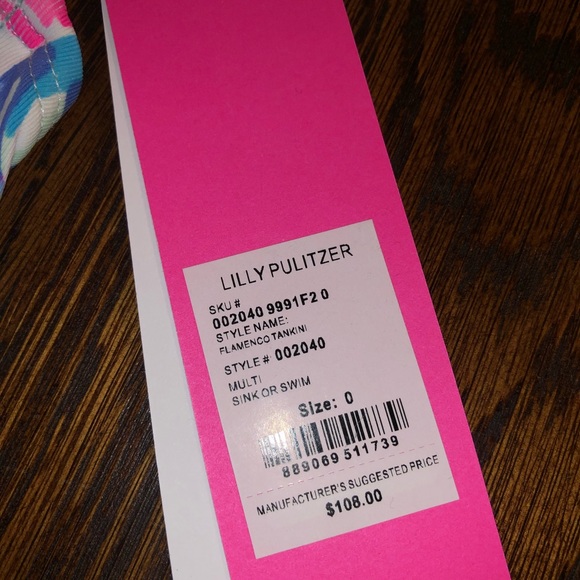 LILLY PULITZER
SKU #
002040 9991F2 0
STYLE NAME:
FLAMENCO TANKINI
STYLE # 002040
MULTI
SINK OR SWIM
Size: 0
889069 511739
MANUFACTURER'S SUGGESTED PRICE
$108.00